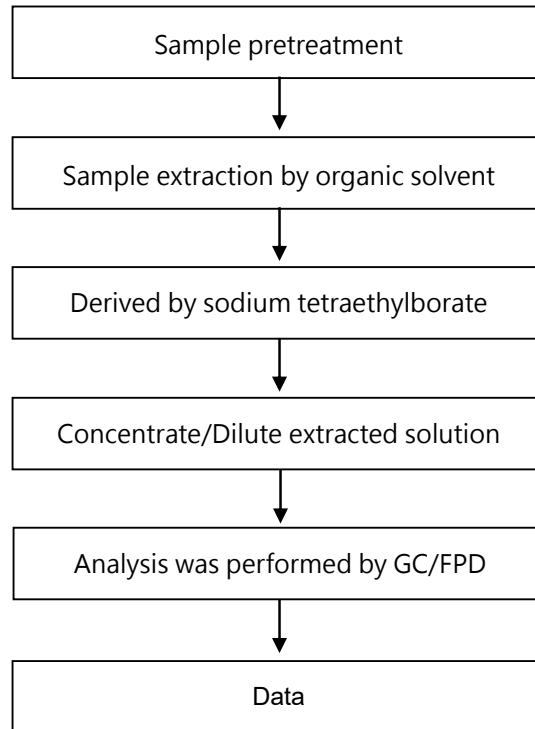 Sample pretreatment
Sample extraction by organic solvent
Derived by sodium tetraethylborate
Concentrate/Dilute extracted solution
Analysis was performed by GC/FPD
Data